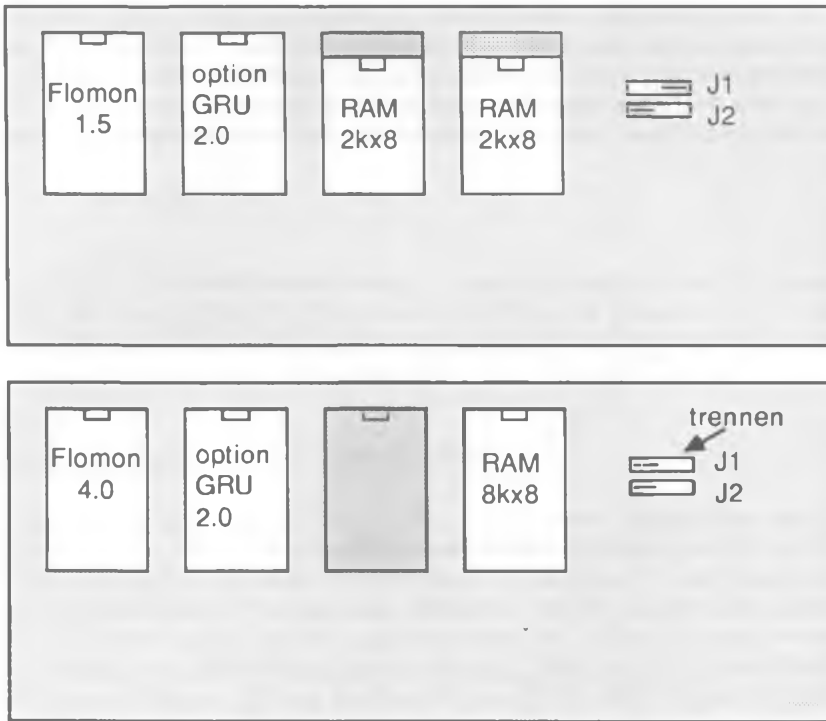 Flomon
1.5
option
GRU
2.0
RAM
2kx8
RAM
2kx8
J1
J2
Flomon
4.0
option
GRU
2.0
RAM
8kx8
trennen
J1
J2